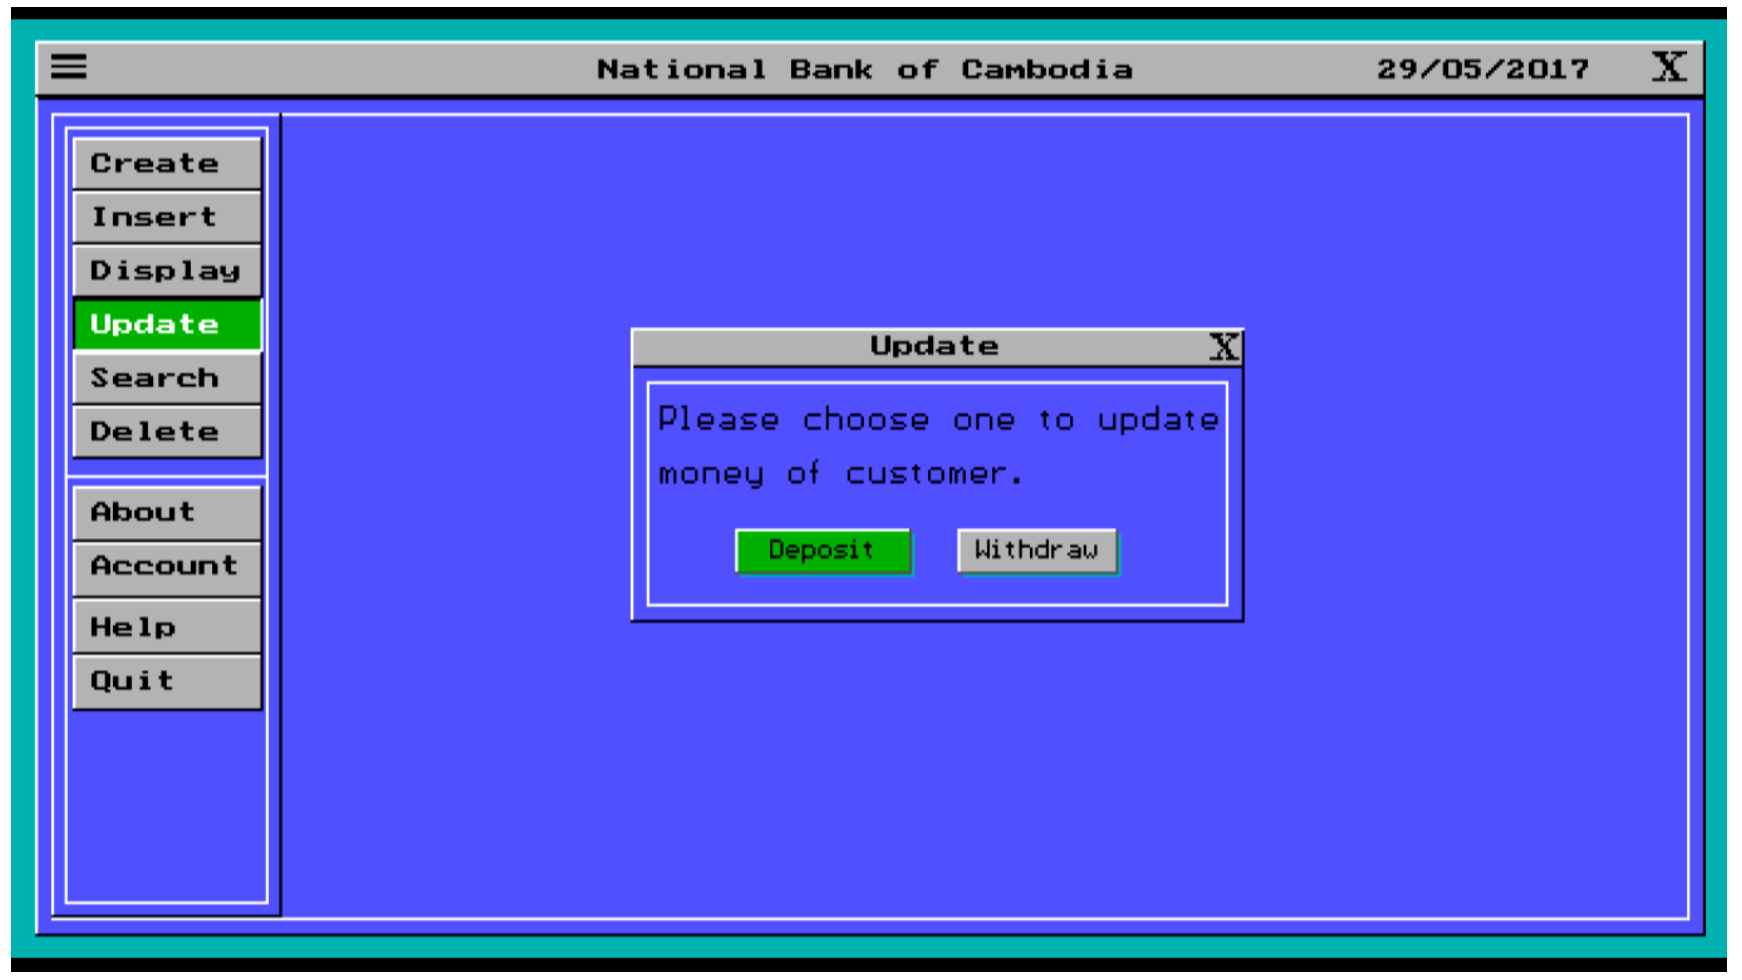 National Bank of Cambodia 29/05/2017 X
Create
Insert
Display
Update
Search
Delete
About
Account
Help
Quit
Update X
Please choose one to update
money of customer.
Deposit Withdraw